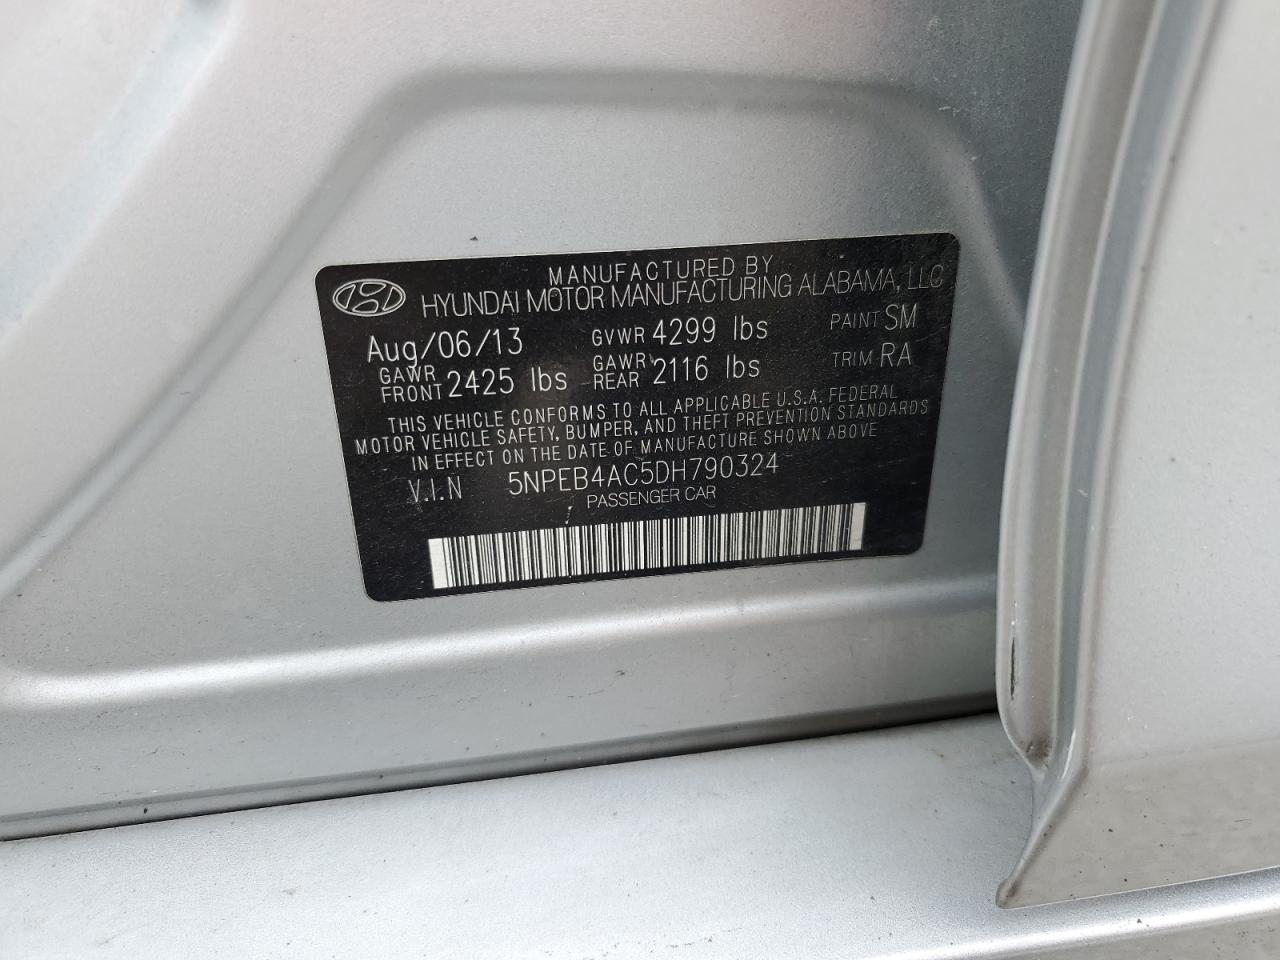 MANUFACTURED BY
HYUNDAI MOTOR MANUFACTURING ALABAMA, LLC
Aug/06/13 GVWR 4299 lbs PAINT SM
GAWR FRONT 2425 lbs GAWR REAR 2116 lbs TRIM RA
THIS VEHICLE CONFORMS TO ALL APPLICABLE U.S.A. FEDERAL
MOTOR VEHICLE SAFETY, BUMPER, AND THEFT PREVENTION STANDARDS
IN EFFECT ON THE DATE OF MANUFACTURE SHOWN ABOVE
V.I.N 5NPEB4AC5DH790324
PASSENGER CAR